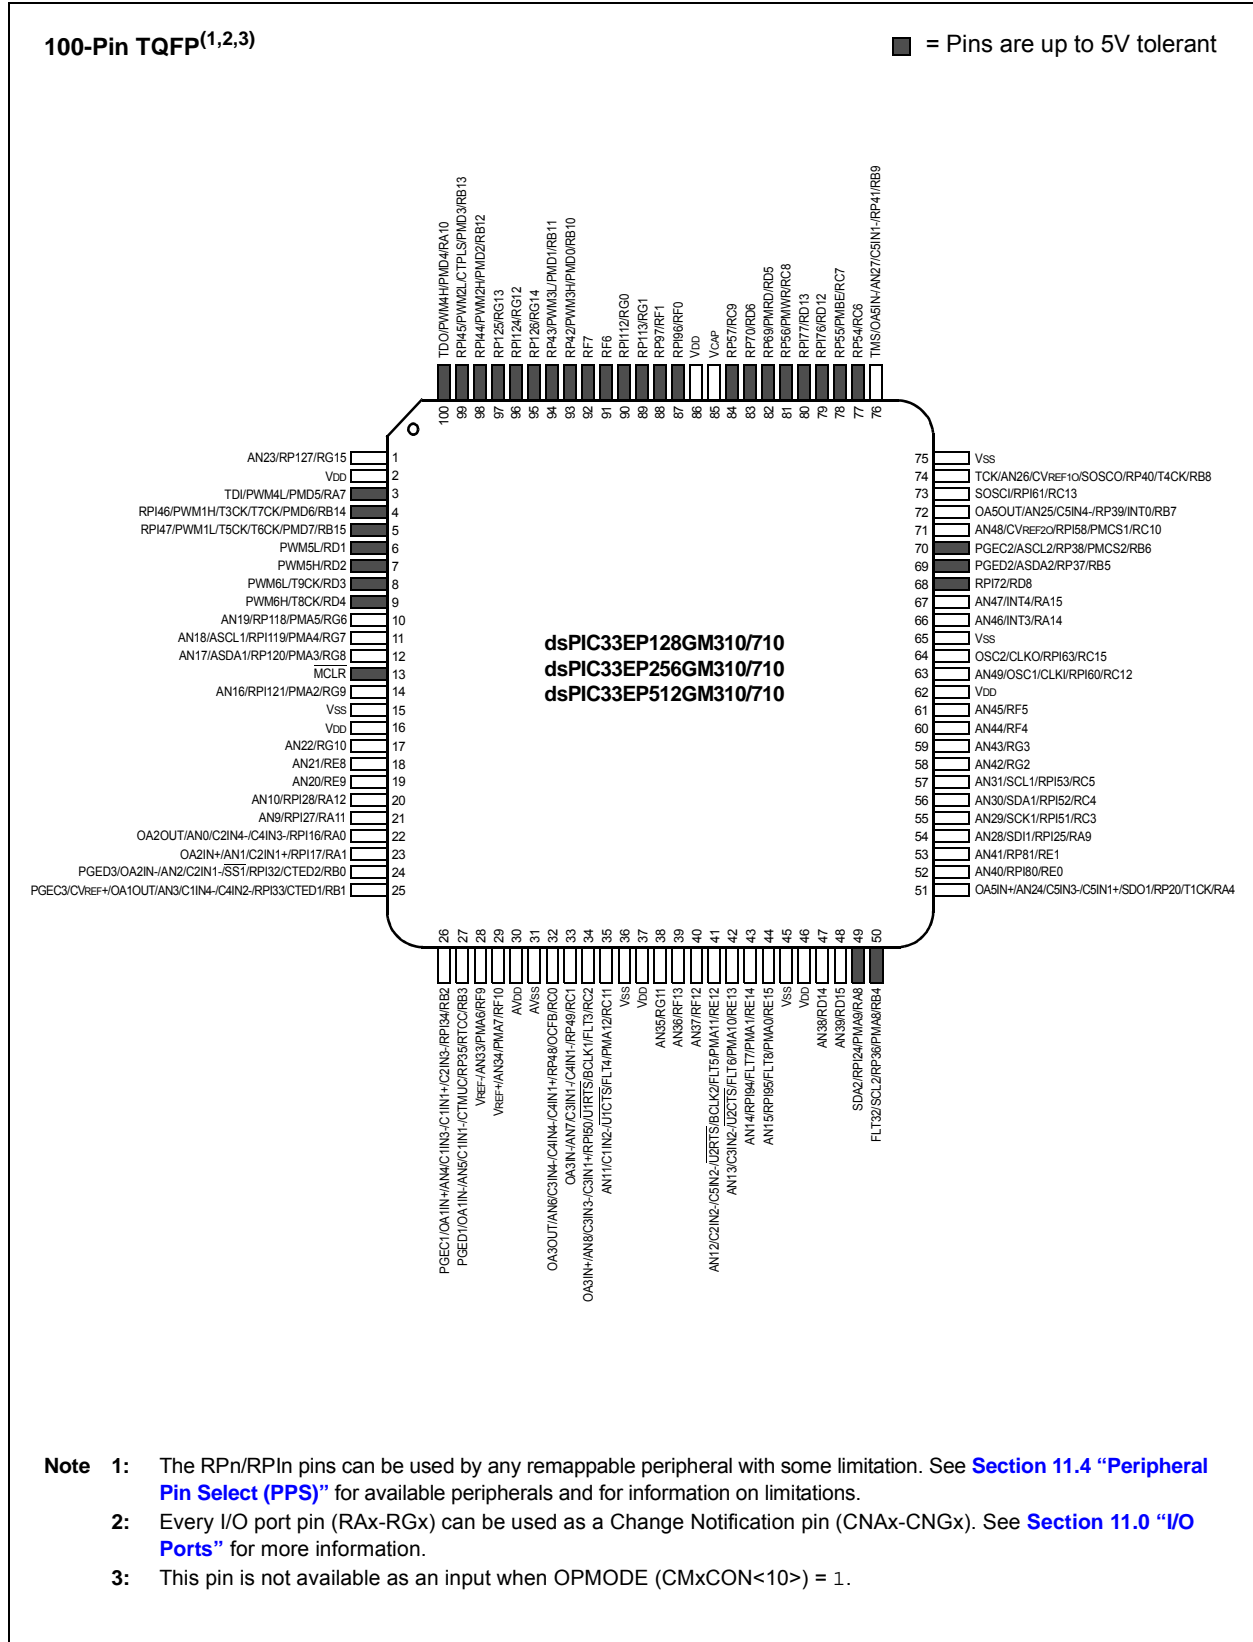 100-Pin TQFP(1,2,3)
= Pins are up to 5V tolerant
TDO/PWM4H/PMD4/RA10
RPI45/PWM2L/CTPLS/PMD3/RB13
RPI44/PWM2H/PMD2/RB12
RP125/RG13
RPI124/RG12
RP126/RG14
RP43/PWM3L/PMD1/RB11
RP42/PWM3H/PMD0/RB10
RF7
RF6
RPI112/RG0
RP113/RG1
RP97/RF1
RPI96/RF0
VDD
VCAP
RP57/RC9
RP70/RD6
RP69/PMRD/RD5
RP56/PMWR/RC8
RPI77/RD13
RPI76/RD12
RP55/PMBE/RC7
RP54/RC6
TMS/OA5IN-/AN27/C5IN1-/RP41/RB9
100 99 98 97 96 95 94 93 92 91 90 89 88 87 86 85 84 83 82 81 80 79 78 77 76
AN23/RP127/RG15 1
VDD 2
TDI/PWM4L/PMD5/RA7 3
RPI46/PWM1H/T3CK/T7CK/PMD6/RB14 4
RPI47/PWM1L/T5CK/T6CK/PMD7/RB15 5
PWM5L/RD1 6
PWM5H/RD2 7
PWM6L/T9CK/RD3 8
PWM6H/T8CK/RD4 9
AN19/RP118/PMA5/RG6 10
AN18/ASCL1/RPI119/PMA4/RG7 11
AN17/ASDA1/RP120/PMA3/RG8 12
MCLR 13
AN16/RPI121/PMA2/RG9 14
VSS 15
VDD 16
AN22/RG10 17
AN21/RE8 18
AN20/RE9 19
AN10/RPI28/RA12 20
AN9/RPI27/RA11 21
OA2OUT/AN0/C2IN4-/C4IN3-/RPI16/RA0 22
OA2IN+/AN1/C2IN1+/RPI17/RA1 23
PGED3/OA2IN-/AN2/C2IN1-/SS1/RPI32/CTED2/RB0 24
PGEC3/CVREF+/OA1OUT/AN3/C1IN4-/C4IN2-/RPI33/CTED1/RB1 25
dsPIC33EP128GM310/710
dsPIC33EP256GM310/710
dsPIC33EP512GM310/710
75 VSS
74 TCK/AN26/CVREF1O/SOSCO/RP40/T4CK/RB8
73 SOSCI/RPI61/RC13
72 OA5OUT/AN25/C5IN4-/RP39/INT0/RB7
71 AN48/CVREF2O/RPI58/PMCS1/RC10
70 PGEC2/ASCL2/RP38/PMCS2/RB6
69 PGED2/ASDA2/RP37/RB5
68 RPI72/RD8
67 AN47/INT4/RA15
66 AN46/INT3/RA14
65 VSS
64 OSC2/CLKO/RPI63/RC15
63 AN49/OSC1/CLKI/RPI60/RC12
62 VDD
61 AN45/RF5
60 AN44/RF4
59 AN43/RG3
58 AN42/RG2
57 AN31/SCL1/RPI53/RC5
56 AN30/SDA1/RPI52/RC4
55 AN29/SCK1/RPI51/RC3
54 AN28/SDI1/RPI25/RA9
53 AN41/RP81/RE1
52 AN40/RPI80/RE0
51 OA5IN+/AN24/C5IN3-/C5IN1+/SDO1/RP20/T1CK/RA4
26 27 28 29 30 31 32 33 34 35 36 37 38 39 40 41 42 43 44 45 46 47 48 49 50
PGEC1/OA1IN+/AN4/C1IN3-/C1IN1+/C2IN3-/RPI34/RB2
PGED1/OA1IN-/AN5/C1IN1-/CTMUC/RP35/RTCC/RB3
VREF-/AN33/PMA6/RF9
VREF+/AN34/PMA7/RF10
AVDD
AVSS
OA3OUT/AN6/C3IN4-/C4IN4-/C4IN1+/RP48/OCFB/RC0
OA3IN-/AN7/C3IN1-/C4IN1-/RP49/RC1
OA3IN+/AN8/C3IN3-/C3IN1+/RPI50/U1RTS/BCLK1/FLT3/RC2
AN11/C1IN2-/U1CTS/FLT4/PMA12/RC11
VSS
VDD
AN35/RG11
AN36/RF13
AN37/RF12
AN12/C2IN2-/C5IN2-/U2RTS/BCLK2/FLT5/PMA11/RE12
AN13/C3IN2-/U2CTS/FLT6/PMA10/RE13
AN14/RPI94/FLT7/PMA1/RE14
AN15/RPI95/FLT8/PMA0/RE15
VSS
VDD
AN38/RD14
AN39/RD15
SDA2/RPI24/PMA9/RA8
FLT32/SCL2/RP36/PMA8/RB4
Note 1: The RPn/RPIn pins can be used by any remappable peripheral with some limitation. See Section 11.4 “Peripheral
Pin Select (PPS)” for available peripherals and for information on limitations.
2: Every I/O port pin (RAx-RGx) can be used as a Change Notification pin (CNAx-CNGx). See Section 11.0 “I/O
Ports” for more information.
3: This pin is not available as an input when OPMODE (CMxCON<10>) = 1.